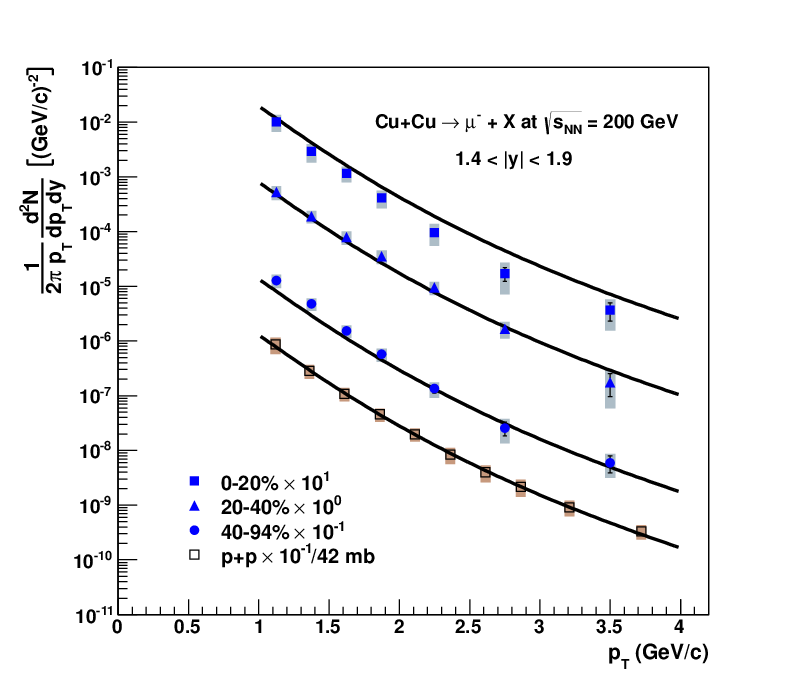 1/(2π p_T) d²N/(dp_T dy) [(GeV/c)⁻²]
10⁻¹
10⁻²
10⁻³
10⁻⁴
10⁻⁵
10⁻⁶
10⁻⁷
10⁻⁸
10⁻⁹
10⁻¹⁰
10⁻¹¹
Cu+Cu → μ⁻ + X at √s_NN = 200 GeV
1.4 < |y| < 1.9
0-20% × 10¹
20-40% × 10⁰
40-94% × 10⁻¹
p+p × 10⁻¹/42 mb
0 0.5 1 1.5 2 2.5 3 3.5 4
p_T (GeV/c)